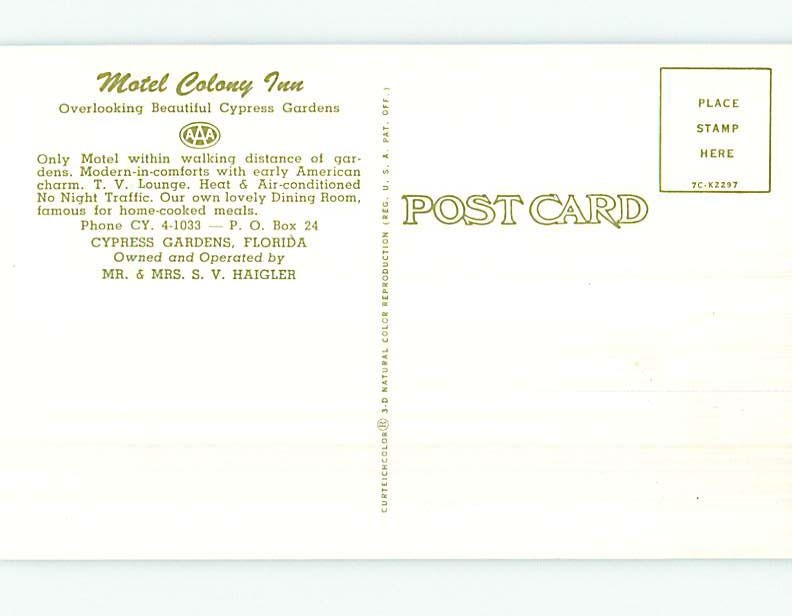 Motel Colony Inn
Overlooking Beautiful Cypress Gardens
AAA
Only Motel within walking distance of gar-
dens. Modern-in-comforts with early American
charm. T. V. Lounge. Heat & Air-conditioned
No Night Traffic. Our own lovely Dining Room,
famous for home-cooked meals.
Phone CY. 4-1033 — P. O. Box 24
CYPRESS GARDENS, FLORIDA
Owned and Operated by
MR. & MRS. S. V. HAIGLER
CURTEICHCOLOR® 3-D NATURAL COLOR REPRODUCTION (REG. U. S. A. PAT. OFF.)
POST CARD
PLACE
STAMP
HERE
7C-K2297